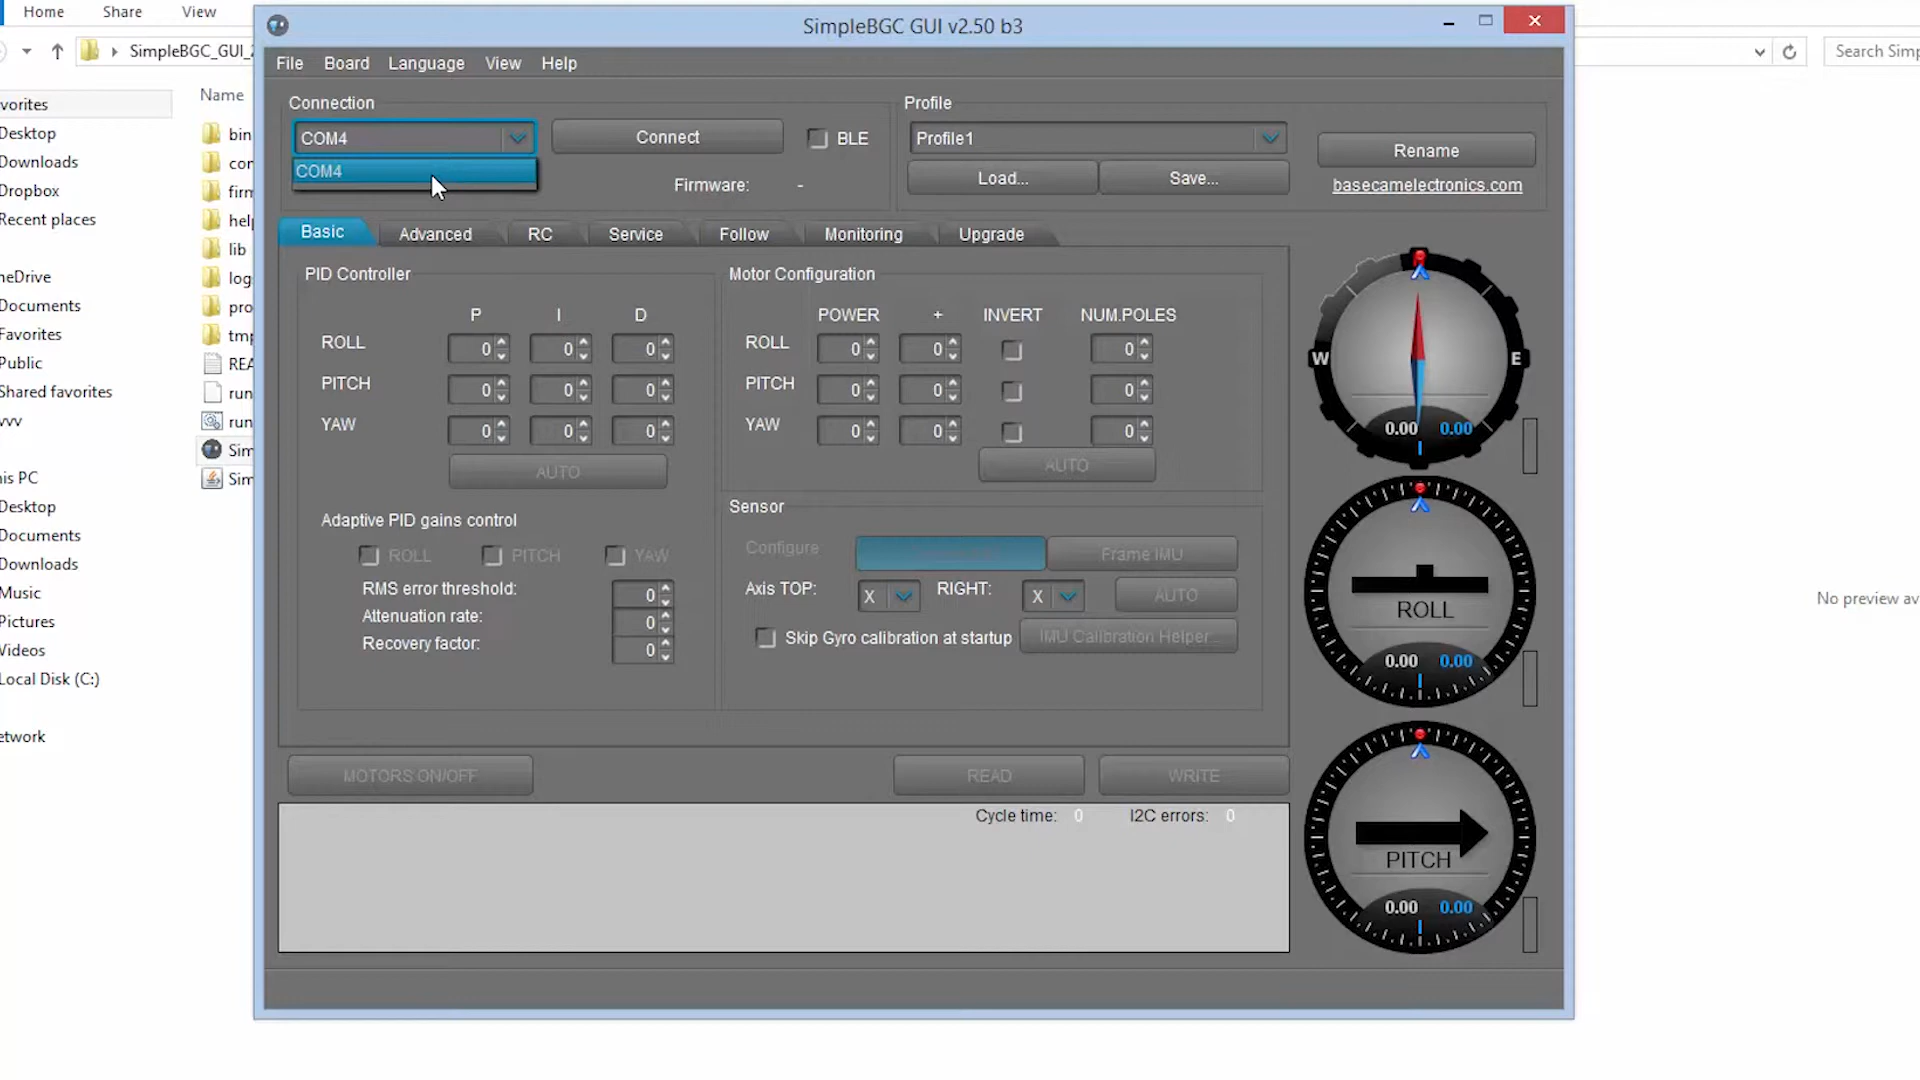 Home Share View
SimpleBGC GUI v2.50 b3
SimpleBGC_GUI_2
Search Simp
File Board Language View Help
Name
vorites
Desktop
Downloads
Dropbox
Recent places
neDrive
Documents
Favorites
Public
Shared favorites
vvv
his PC
Desktop
Documents
Downloads
Music
Pictures
Videos
Local Disk (C:)
etwork
bin
cor
firm
help
lib
log
pro
tmp
REA
run
run
Sim
Sim
Connection
COM4
COM4
Connect
BLE
Firmware: -
Profile
Profile1
Load... Save...
Rename
basecamelectronics.com
Basic Advanced RC Service Follow Monitoring Upgrade
PID Controller
P I D
ROLL 0 0 0
PITCH 0 0 0
YAW 0 0 0
AUTO
Adaptive PID gains control
ROLL PITCH YAW
RMS error threshold: 0
Attenuation rate: 0
Recovery factor: 0
Motor Configuration
POWER + INVERT NUM.POLES
ROLL 0 0 0
PITCH 0 0 0
YAW 0 0 0
AUTO
Sensor
Configure Frame IMU
Axis TOP: X RIGHT: X AUTO
Skip Gyro calibration at startup IMU Calibration Helper...
MOTORS ON/OFF READ WRITE
Cycle time: 0 I2C errors: 0
W E
0.00 0.00
ROLL
0.00 0.00
PITCH
0.00 0.00
No preview av